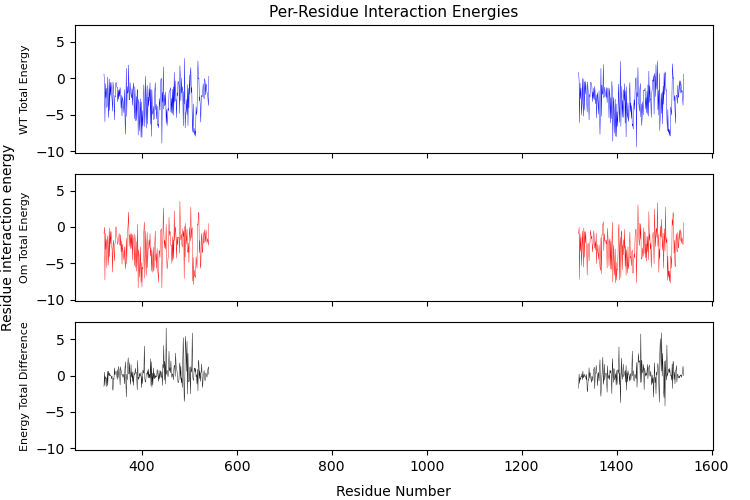 Per-Residue Interaction Energies
5
0
−5
−10
WT Total Energy
5
0
−5
−10
Om Total Energy
Residue interaction energy
5
0
−5
−10
Energy Total Difference
400 600 800 1000 1200 1400 1600
Residue Number